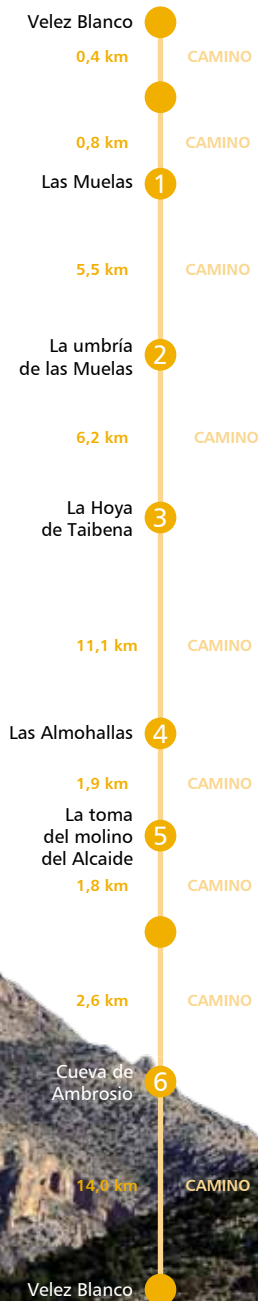 Velez Blanco
0,4 km CAMINO
0,8 km CAMINO
Las Muelas 1
5,5 km CAMINO
La umbría
de las Muelas 2
6,2 km CAMINO
La Hoya
de Taibena 3
11,1 km CAMINO
Las Almohallas 4
1,9 km CAMINO
La toma
del molino 5
del Alcaide
1,8 km CAMINO
2,6 km CAMINO
Cueva de
Ambrosio 6
14,0 km CAMINO
Velez Blanco